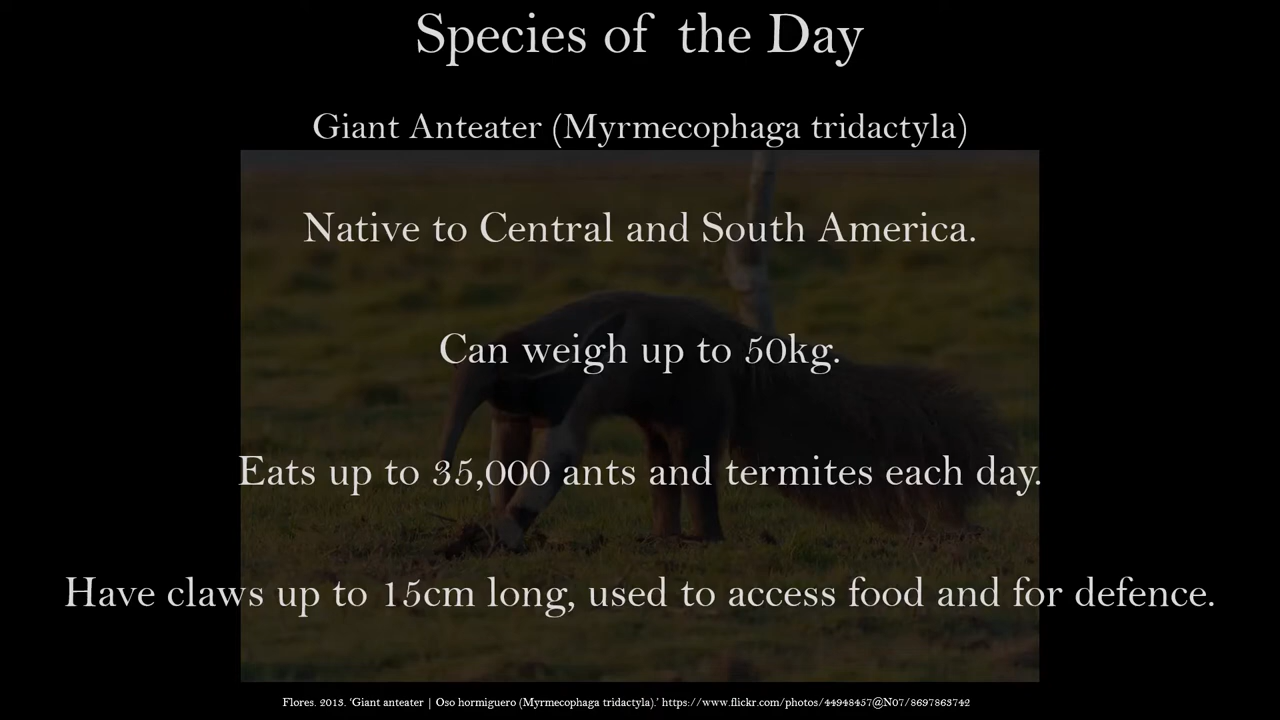 Species of the Day
Giant Anteater (Myrmecophaga tridactyla)
Native to Central and South America.
Can weigh up to 50kg.
Eats up to 35,000 ants and termites each day.
Have claws up to 15cm long, used to access food and for defence.
Flores. 2013. 'Giant anteater | Oso hormiguero (Myrmecophaga tridactyla).' https://www.flickr.com/photos/44948457@N07/8697863742